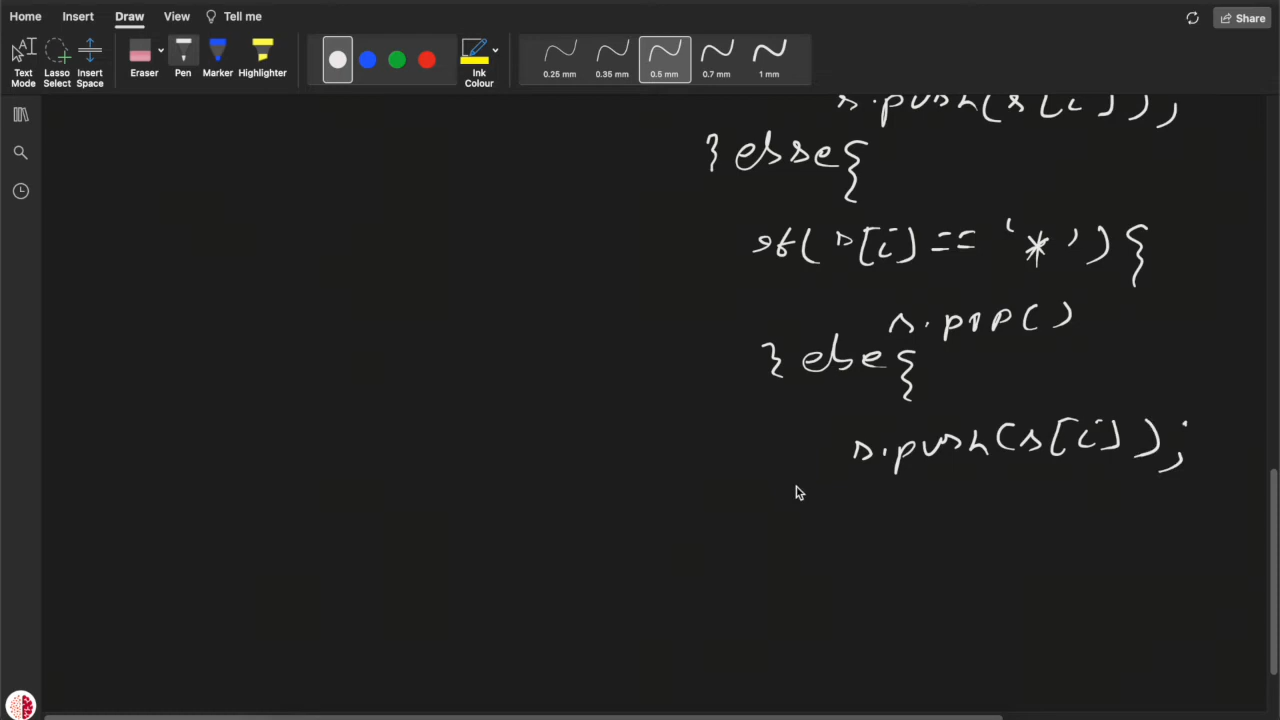 Home Insert Draw View Tell me Share
Text Mode Lasso Select Insert Space Eraser Pen Marker Highlighter Ink Colour 0.25 mm 0.35 mm 0.5 mm 0.7 mm 1 mm
s.push(s[i]);
} else{
if( s[i] == '*' ) {
s.pop()
} else{
s.push(s[i]);